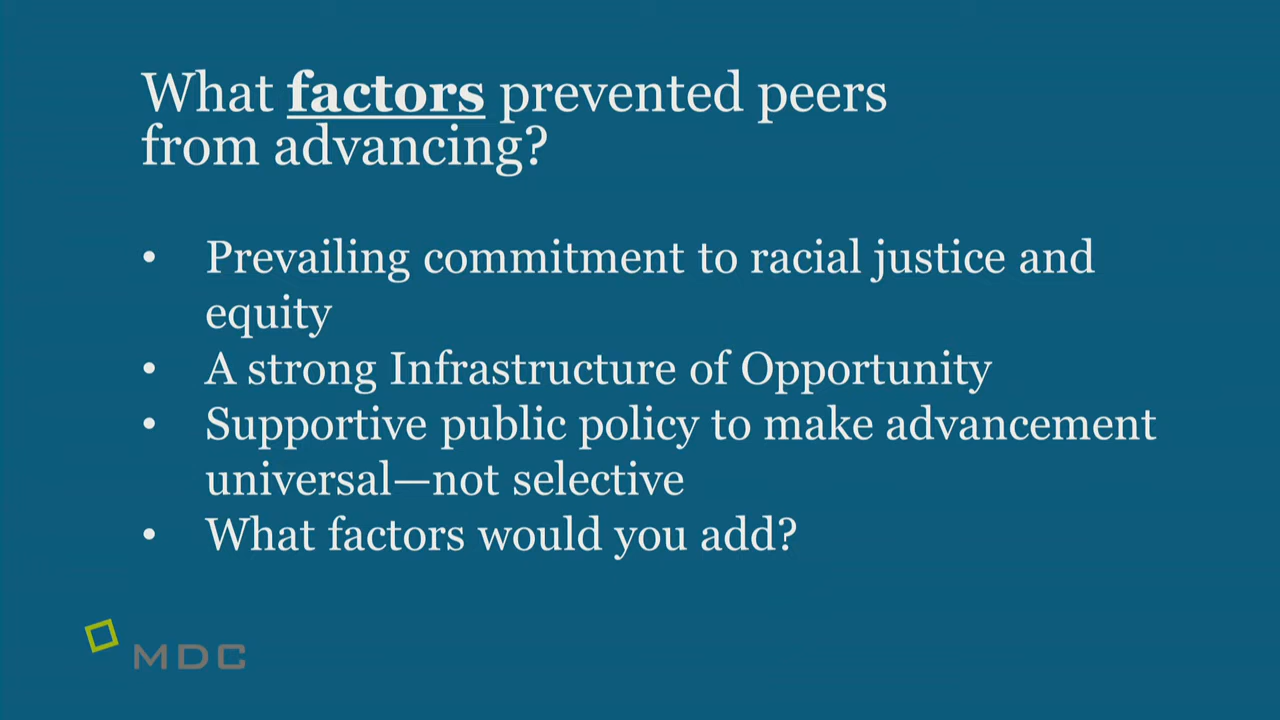 What factors prevented peers
from advancing?
• Prevailing commitment to racial justice and
equity
• A strong Infrastructure of Opportunity
• Supportive public policy to make advancement
universal—not selective
• What factors would you add?
MDC